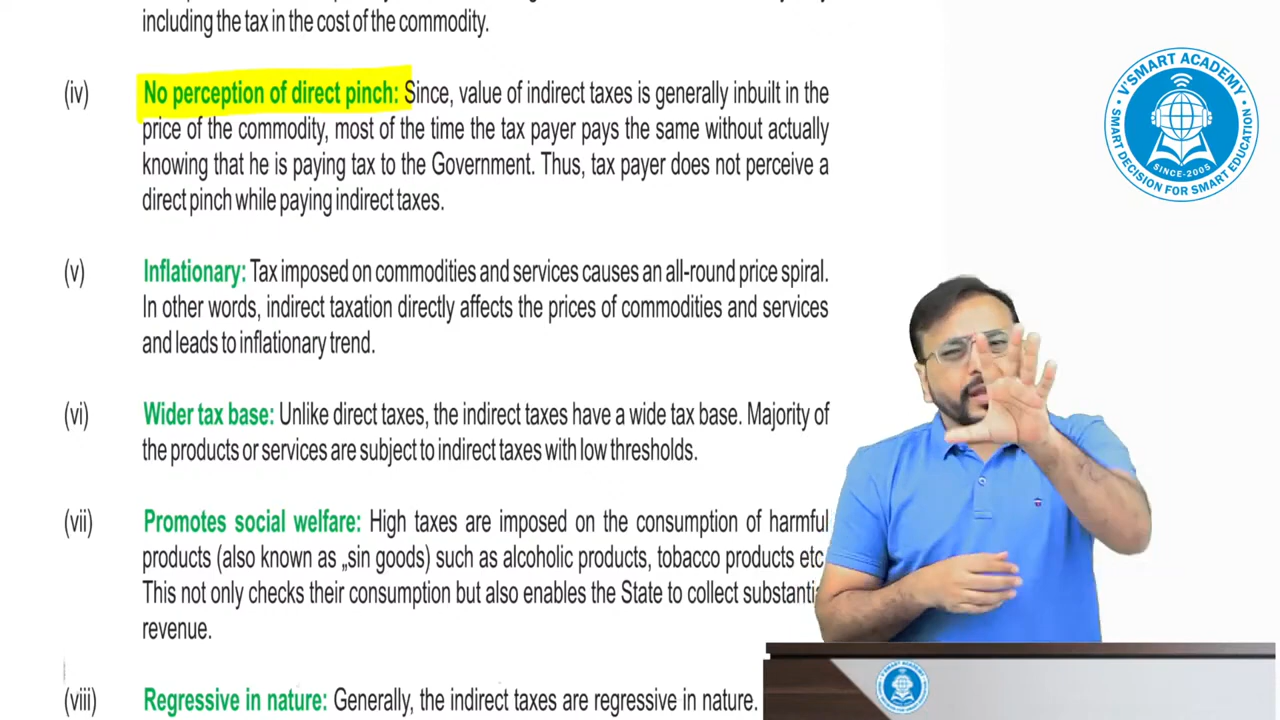 including the tax in the cost of the commodity.
(iv) No perception of direct pinch: Since, value of indirect taxes is generally inbuilt in the
price of the commodity, most of the time the tax payer pays the same without actually
knowing that he is paying tax to the Government. Thus, tax payer does not perceive a
direct pinch while paying indirect taxes.
(v) Inflationary: Tax imposed on commodities and services causes an all-round price spiral.
In other words, indirect taxation directly affects the prices of commodities and services
and leads to inflationary trend.
(vi) Wider tax base: Unlike direct taxes, the indirect taxes have a wide tax base. Majority of
the products or services are subject to indirect taxes with low thresholds.
(vii) Promotes social welfare: High taxes are imposed on the consumption of harmful
products (also known as „sin goods) such as alcoholic products, tobacco products etc
This not only checks their consumption but also enables the State to collect substantia
revenue.
(viii) Regressive in nature: Generally, the indirect taxes are regressive in nature.
V'SMART ACADEMY
SINCE-2005
SMART DECISION FOR SMART EDUCATION
V'SMART ACADEMY